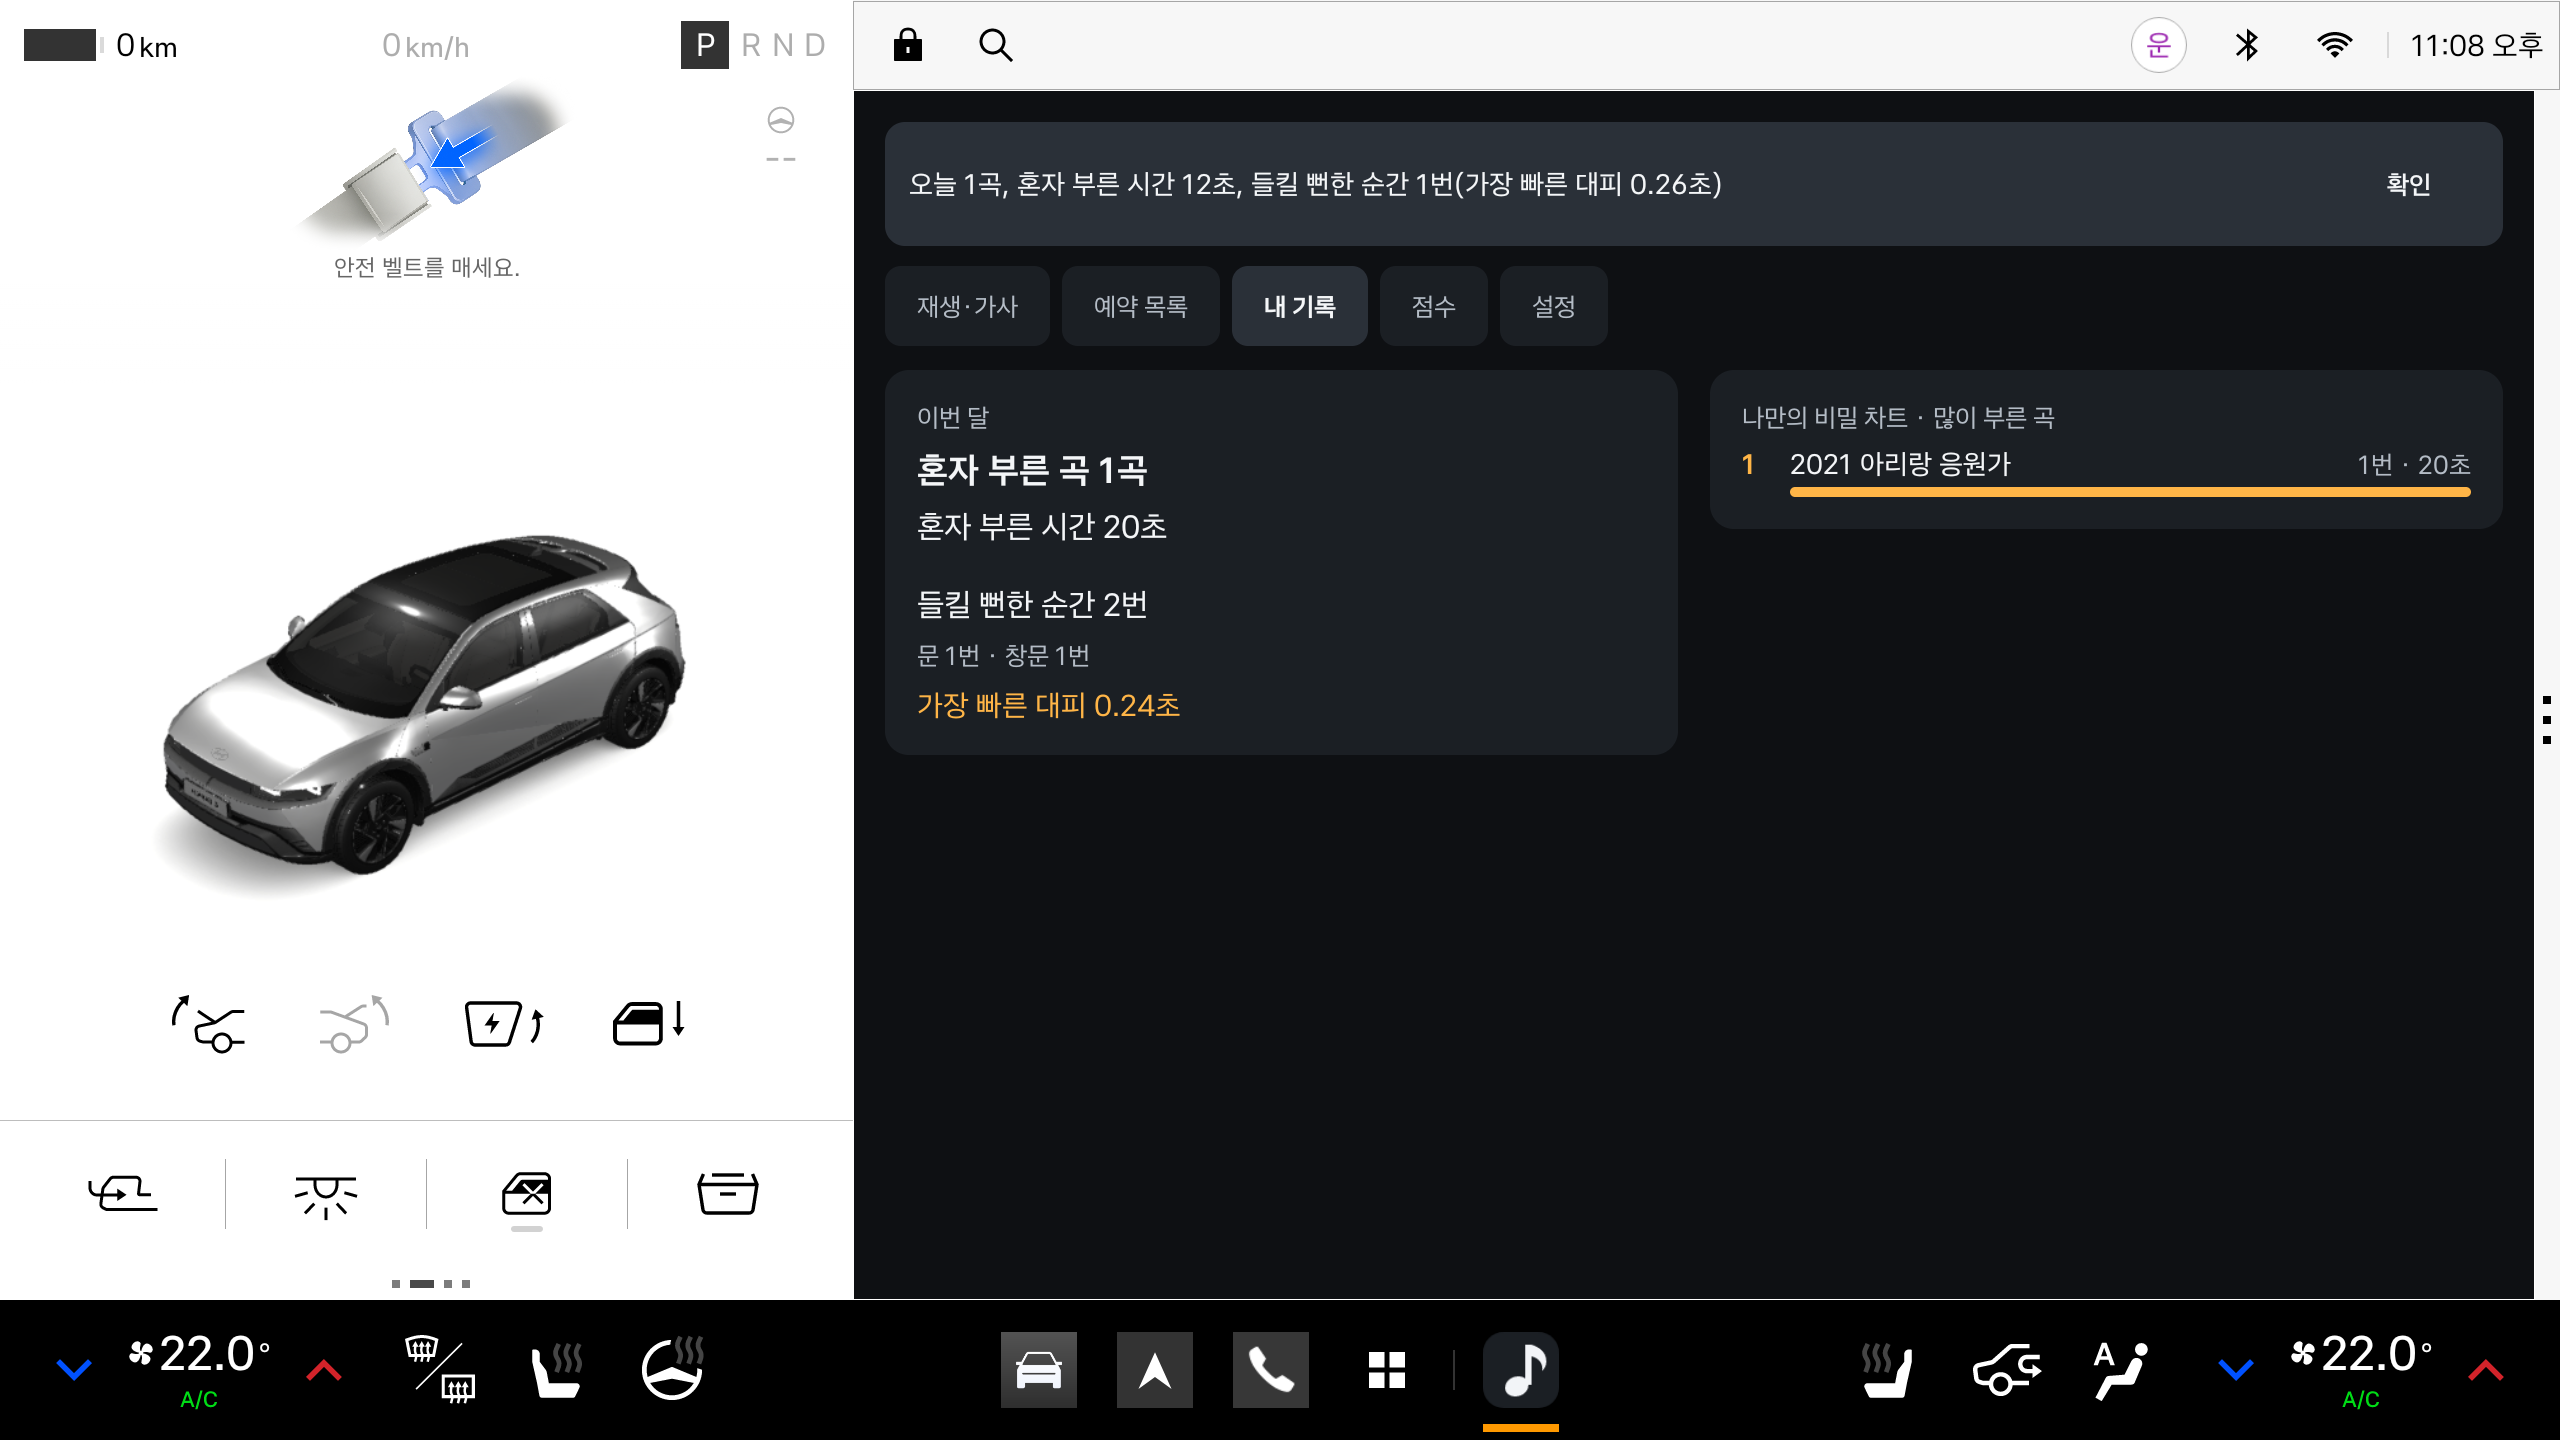 0 km
0 km/h
P R N D
운
11:08 오후
안전 벨트를 매세요.
오늘 1곡, 혼자 부른 시간 12초, 들킬 뻔한 순간 1번(가장 빠른 대피 0.26초)
확인
재생·가사
예약 목록
내 기록
점수
설정
이번 달
혼자 부른 곡 1곡
혼자 부른 시간 20초
들킬 뻔한 순간 2번
문 1번 · 창문 1번
가장 빠른 대피 0.24초
나만의 비밀 차트 · 많이 부른 곡
1 2021 아리랑 응원가 1번 · 20초
22.0°
A/C
A
22.0°
A/C